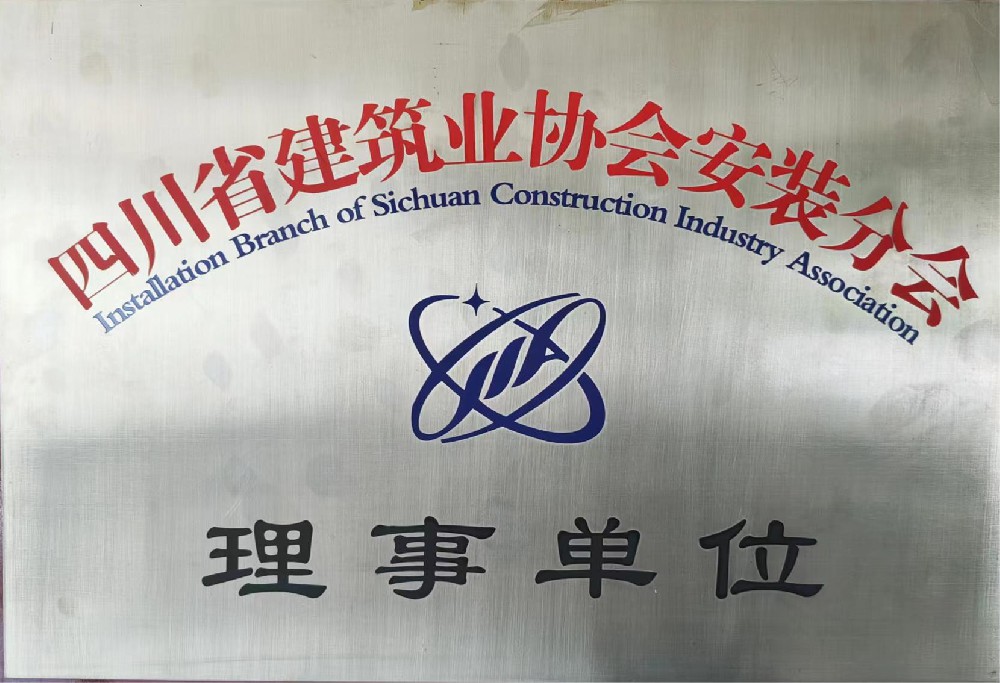 四川省建筑业协会安装分会
Installation Branch of Sichuan Construction Industry Association
理事单位